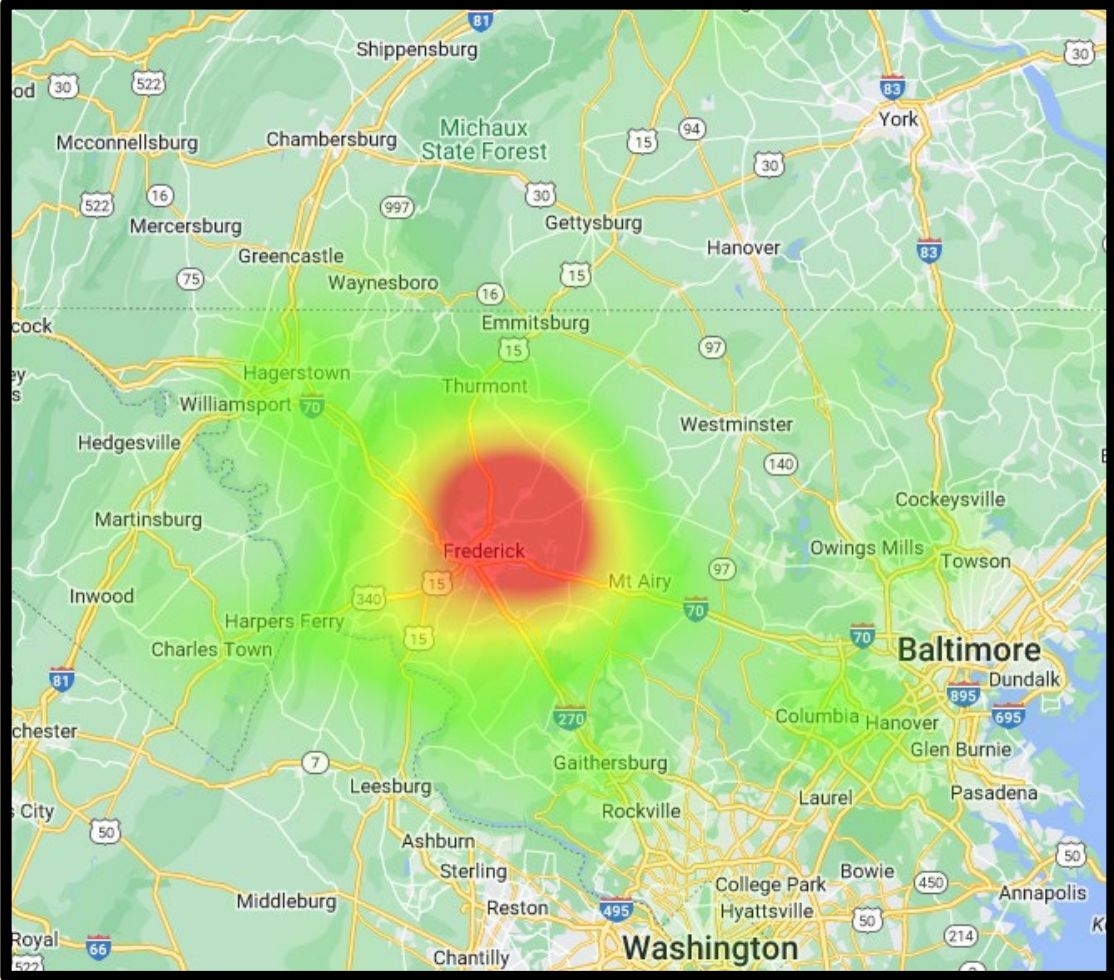 81
Shippensburg
30
522
30
od
83
York
Mcconnellsburg
Chambersburg
Michaux
State Forest
15
94
30
522
16
997
30
Mercersburg
Gettysburg
Hanover
83
Greencastle
75
Waynesboro
16
15
cock
Emmitsburg
15
97
ey
s
Hagerstown
Thurmont
Williamsport
70
Westminster
Hedgesville
140
Cockeysville
Martinsburg
Frederick
Owings Mills
Towson
Inwood
340
15
Mt Airy
97
70
Harpers Ferry
15
70
Charles Town
Baltimore
81
Dundalk
895
695
270
Columbia
Hanover
chester
Glen Burnie
7
Gaithersburg
Leesburg
Laurel
Pasadena
s City
Rockville
50
Ashburn
50
Sterling
Bowie
College Park
450
Annapolis
Middleburg
Reston
495
Hyattsville
50
Royal
66
214
Washington
Chantilly
522